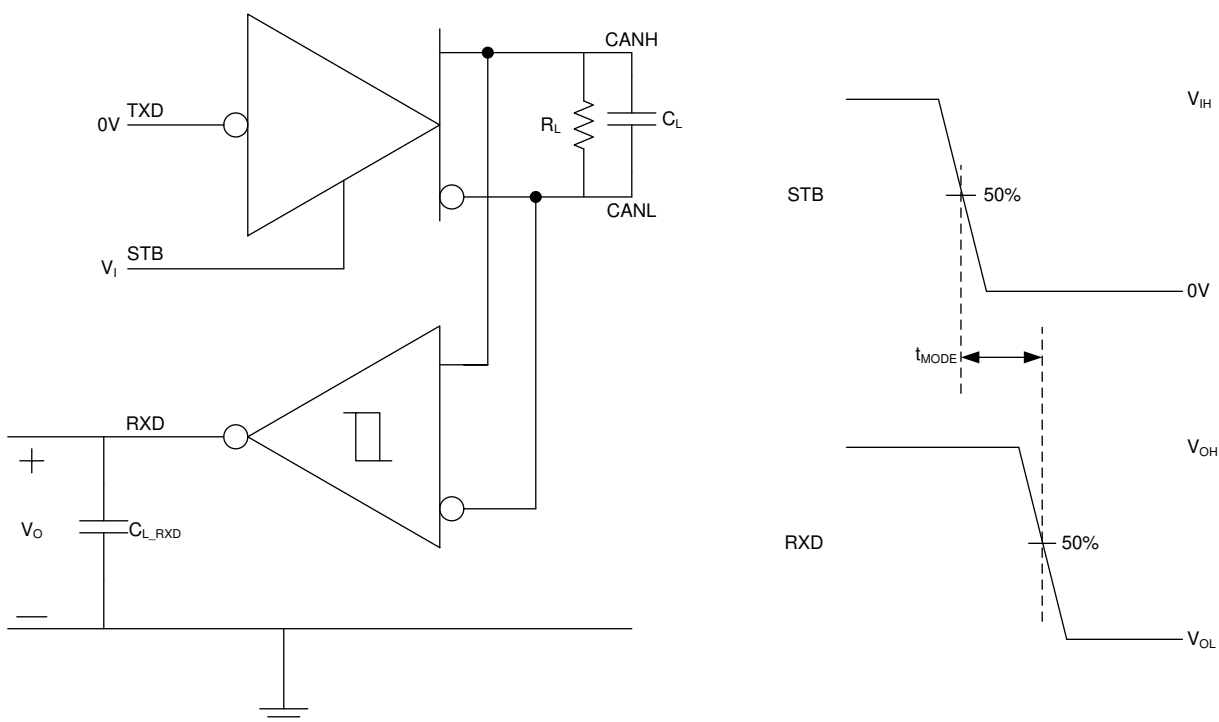 CANH
TXD
0V
R_L
C_L
CANL
STB
V_I
RXD
+
V_O
C_L_RXD
—
V_IH
STB
50%
0V
t_MODE
V_OH
RXD
50%
V_OL